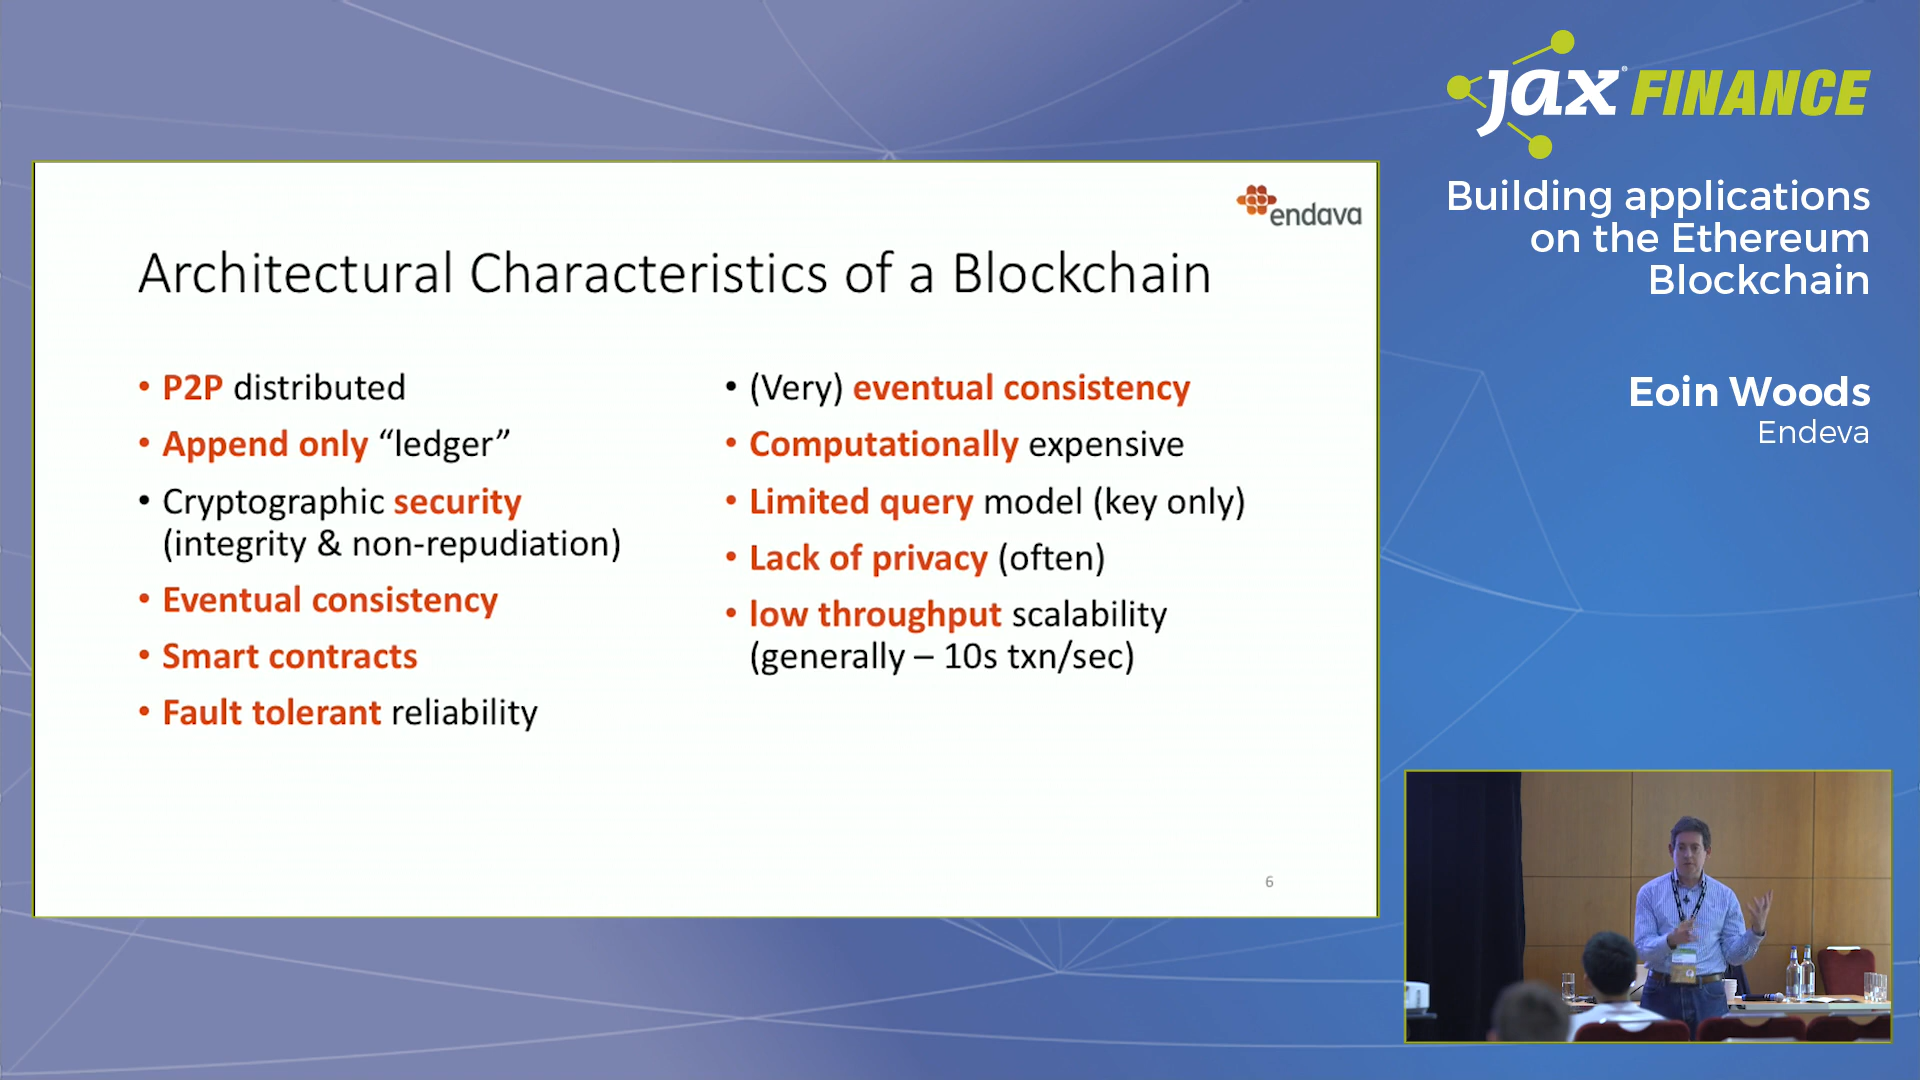 endava
Architectural Characteristics of a Blockchain
• P2P distributed
• Append only “ledger”
• Cryptographic security
(integrity & non-repudiation)
• Eventual consistency
• Smart contracts
• Fault tolerant reliability
• (Very) eventual consistency
• Computationally expensive
• Limited query model (key only)
• Lack of privacy (often)
• low throughput scalability
(generally – 10s txn/sec)
6
jax® FINANCE
Building applications
on the Ethereum
Blockchain
Eoin Woods
Endeva